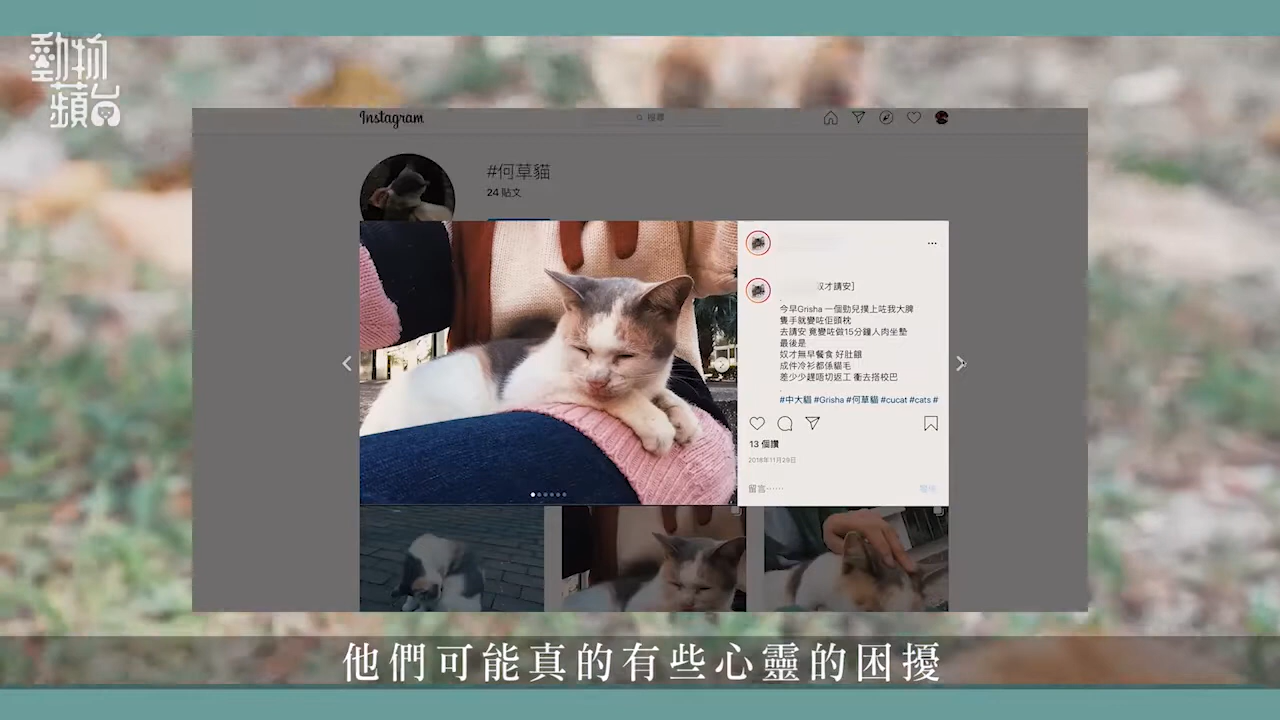 動物
蘋台
Instagram
搜尋
#何草貓
24 貼文
奴才請安]
今早Grisha 一個勁兒撲上咗我大髀
隻手就變咗佢頭枕
去請安 竟變咗做15分鐘人肉坐墊
最後是
奴才無早餐食 好肚餓
成件冷衫都係貓毛
差少少趕唔切返工 衝去搭校巴
#中大貓 #Grisha #何草貓 #cucat #cats #
13 個讚
2018年11月29日
留言⋯⋯
發佈
他們可能真的有些心靈的困擾